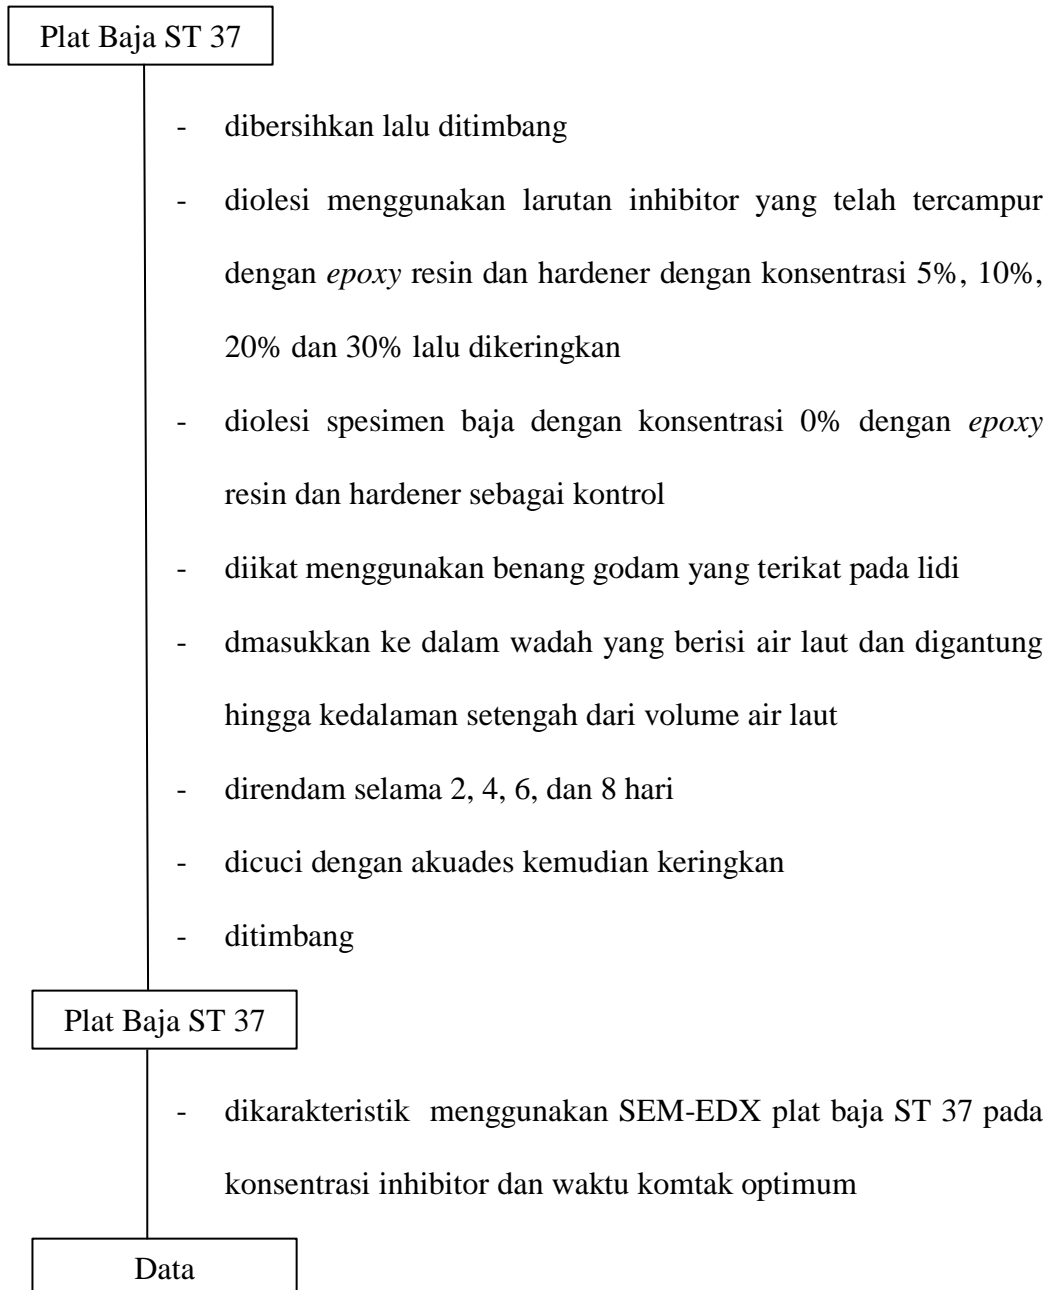 Plat Baja ST 37
- dibersihkan lalu ditimbang
- diolesi menggunakan larutan inhibitor yang telah tercampur
dengan epoxy resin dan hardener dengan konsentrasi 5%, 10%,
20% dan 30% lalu dikeringkan
- diolesi spesimen baja dengan konsentrasi 0% dengan epoxy
resin dan hardener sebagai kontrol
- diikat menggunakan benang godam yang terikat pada lidi
- dmasukkan ke dalam wadah yang berisi air laut dan digantung
hingga kedalaman setengah dari volume air laut
- direndam selama 2, 4, 6, dan 8 hari
- dicuci dengan akuades kemudian keringkan
- ditimbang
Plat Baja ST 37
- dikarakteristik menggunakan SEM-EDX plat baja ST 37 pada
konsentrasi inhibitor dan waktu komtak optimum
Data